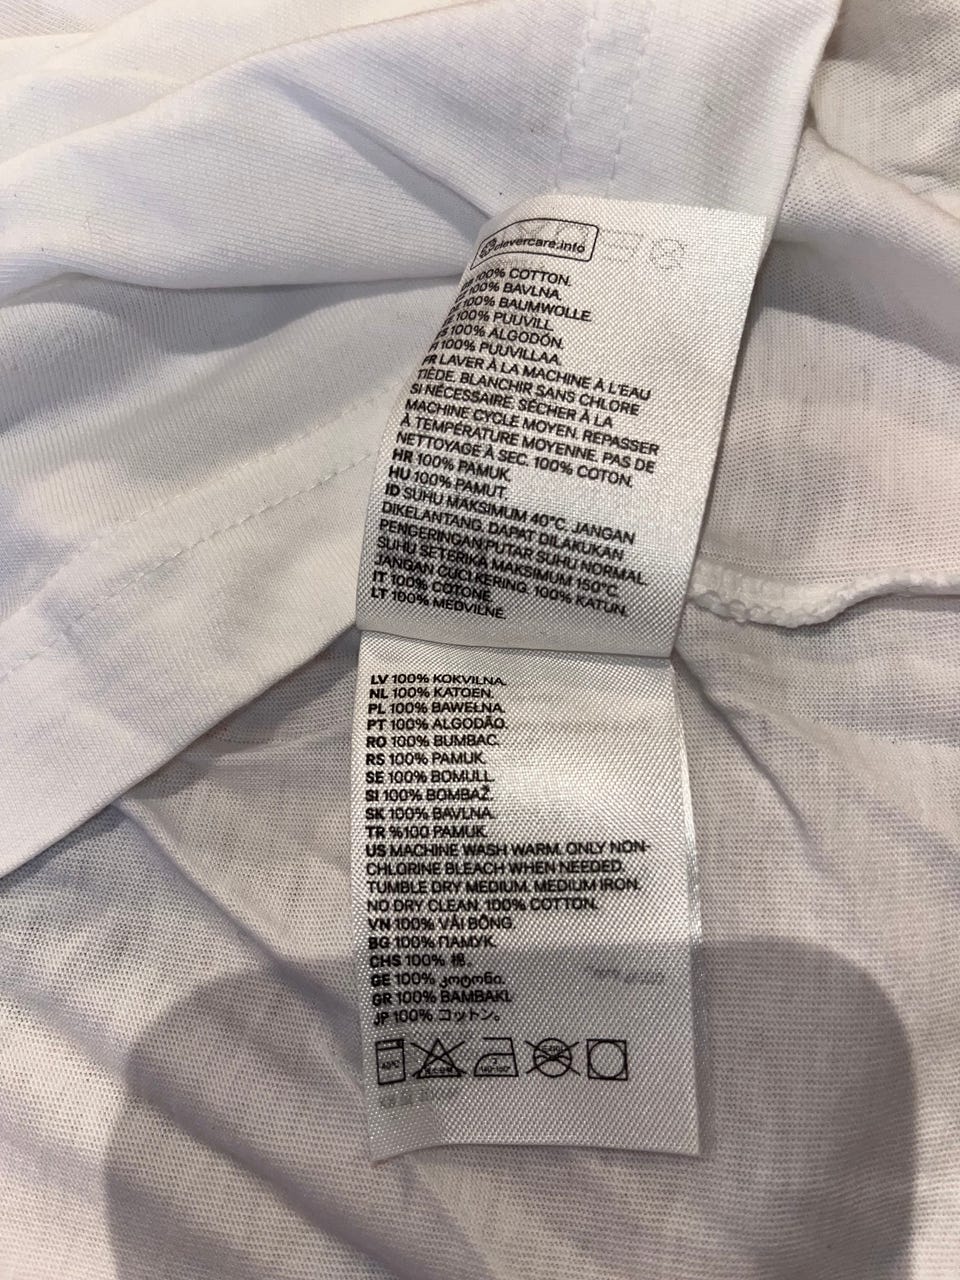 clevercare.info
100% COTTON.
100% BAVLNA.
100% BAUMWOLLE.
100% PUUVILL.
100% ALGODÓN.
100% PUUVILLAA.
FR LAVER À LA MACHINE À L'EAU
TIÈDE. BLANCHIR SANS CHLORE
SI NÉCESSAIRE. SÉCHER À LA
MACHINE CYCLE MOYEN. REPASSER
À TEMPÉRATURE MOYENNE. PAS DE
NETTOYAGE À SEC. 100% COTON.
HR 100% PAMUK.
HU 100% PAMUT.
ID SUHU MAKSIMUM 40°C. JANGAN
DIKELANTANG. DAPAT DILAKUKAN
PENGERINGAN PUTAR SUHU NORMAL.
SUHU SETERIKA MAKSIMUM 150°C.
JANGAN CUCI KERING. 100% KATUN.
IT 100% COTONE.
LT 100% MEDVILNĖ.
LV 100% KOKVILNA.
NL 100% KATOEN.
PL 100% BAWEŁNA.
PT 100% ALGODÃO.
RO 100% BUMBAC.
RS 100% PAMUK.
SE 100% BOMULL.
SI 100% BOMBAŽ.
SK 100% BAVLNA.
TR %100 PAMUK.
US MACHINE WASH WARM. ONLY NON-
CHLORINE BLEACH WHEN NEEDED.
TUMBLE DRY MEDIUM. MEDIUM IRON.
NO DRY CLEAN. 100% COTTON.
VN 100% VẢI BÔNG.
BG 100% ПАМУК.
CHS 100% 棉.
GE 100% კოტონი.
GR 100% ΒΑΜΒΑΚΙ.
JP 100% コットン。
40°C